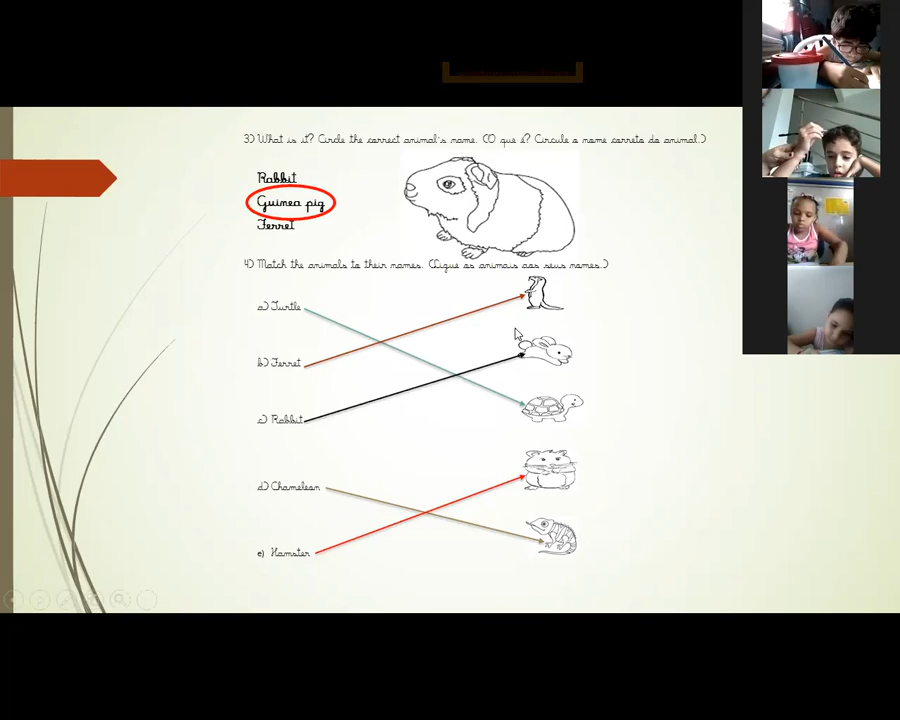 3) What is it? Circle the correct animal's name. (O que é? Circule o nome correto do animal.)
Rabbit
Guinea pig
Ferret
4) Match the animals to their names. (Ligue os animais aos seus nomes.)
a) Turtle
b) Ferret
c) Rabbit
d) Chameleon
e) Hamster